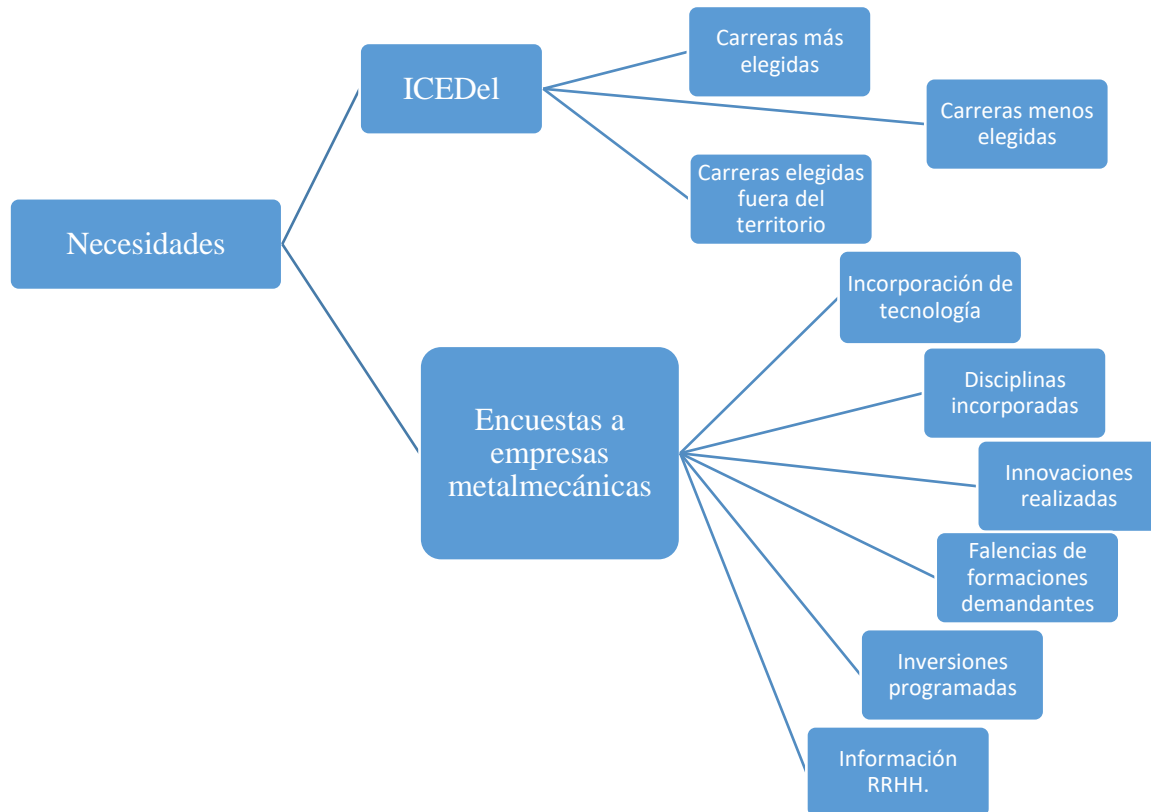 Necesidades
ICEDel
Carreras más
elegidas
Carreras menos
elegidas
Carreras elegidas
fuera del
territorio
Encuestas a
empresas
metalmecánicas
Incorporación de
tecnología
Disciplinas
incorporadas
Innovaciones
realizadas
Falencias de
formaciones
demandantes
Inversiones
programadas
Información
RRHH.